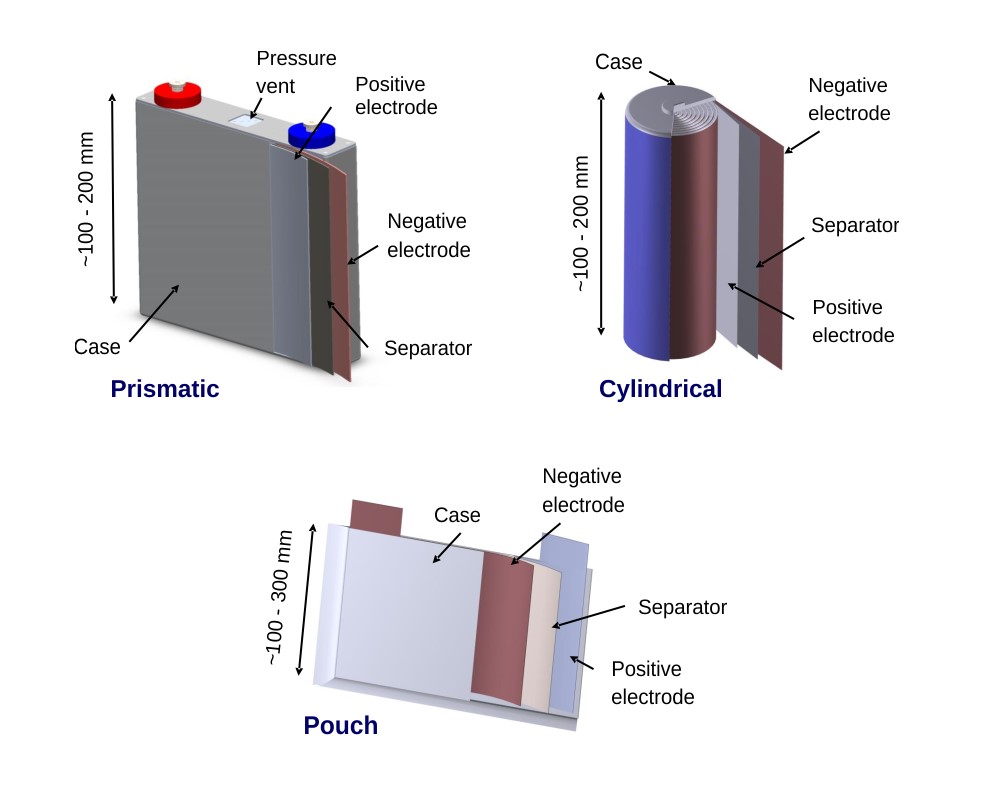 Pressure
vent
Positive
electrode
~100 - 200 mm
Negative
electrode
Case
Separator
Prismatic
Case
Negative
electrode
~100 - 200 mm
Separator
Positive
electrode
Cylindrical
Negative
electrode
Case
~100 - 300 mm
Separator
Positive
electrode
Pouch